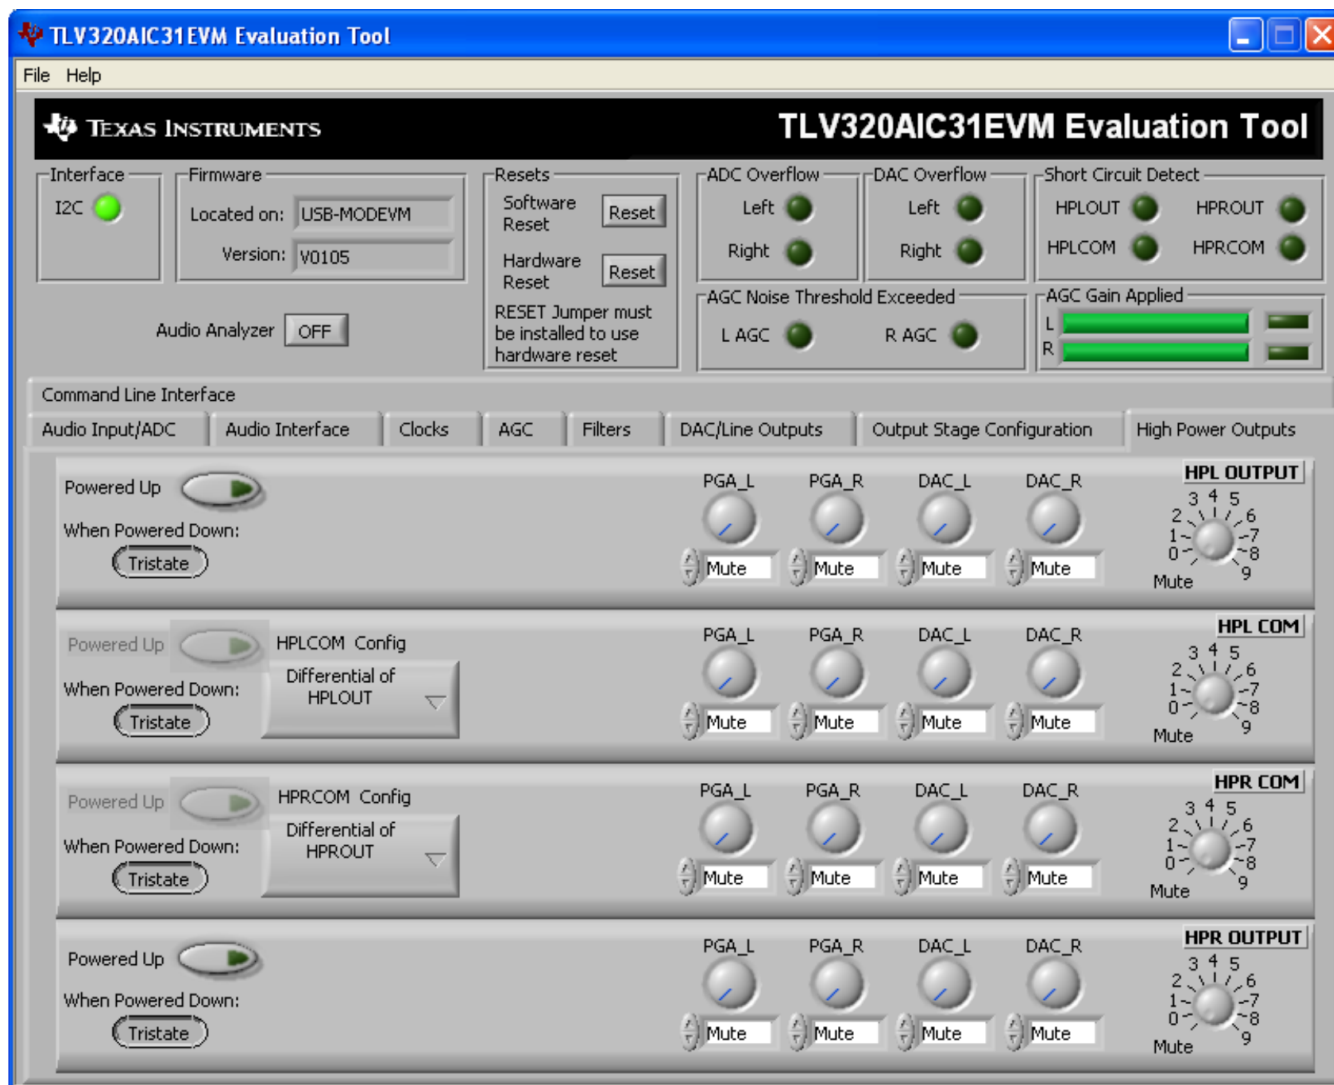 TLV320AIC31EVM Evaluation Tool
File Help
TEXAS INSTRUMENTS
TLV320AIC31EVM Evaluation Tool
Interface
I2C
Firmware
Located on: USB-MODEVM
Version: V0105
Audio Analyzer OFF
Resets
Software Reset Reset
Hardware Reset Reset
RESET Jumper must
be installed to use
hardware reset
ADC Overflow
Left
Right
DAC Overflow
Left
Right
Short Circuit Detect
HPLOUT HPROUT
HPLCOM HPRCOM
AGC Noise Threshold Exceeded
L AGC R AGC
AGC Gain Applied
L
R
Command Line Interface
Audio Input/ADC Audio Interface Clocks AGC Filters DAC/Line Outputs Output Stage Configuration High Power Outputs
Powered Up
When Powered Down:
Tristate
PGA_L PGA_R DAC_L DAC_R
Mute Mute Mute Mute
HPL OUTPUT
Mute 0 1 2 3 4 5 6 7 8 9
Powered Up
When Powered Down:
Tristate
HPLCOM Config
Differential of
HPLOUT
PGA_L PGA_R DAC_L DAC_R
Mute Mute Mute Mute
HPL COM
Mute 0 1 2 3 4 5 6 7 8 9
Powered Up
When Powered Down:
Tristate
HPRCOM Config
Differential of
HPROUT
PGA_L PGA_R DAC_L DAC_R
Mute Mute Mute Mute
HPR COM
Mute 0 1 2 3 4 5 6 7 8 9
Powered Up
When Powered Down:
Tristate
PGA_L PGA_R DAC_L DAC_R
Mute Mute Mute Mute
HPR OUTPUT
Mute 0 1 2 3 4 5 6 7 8 9